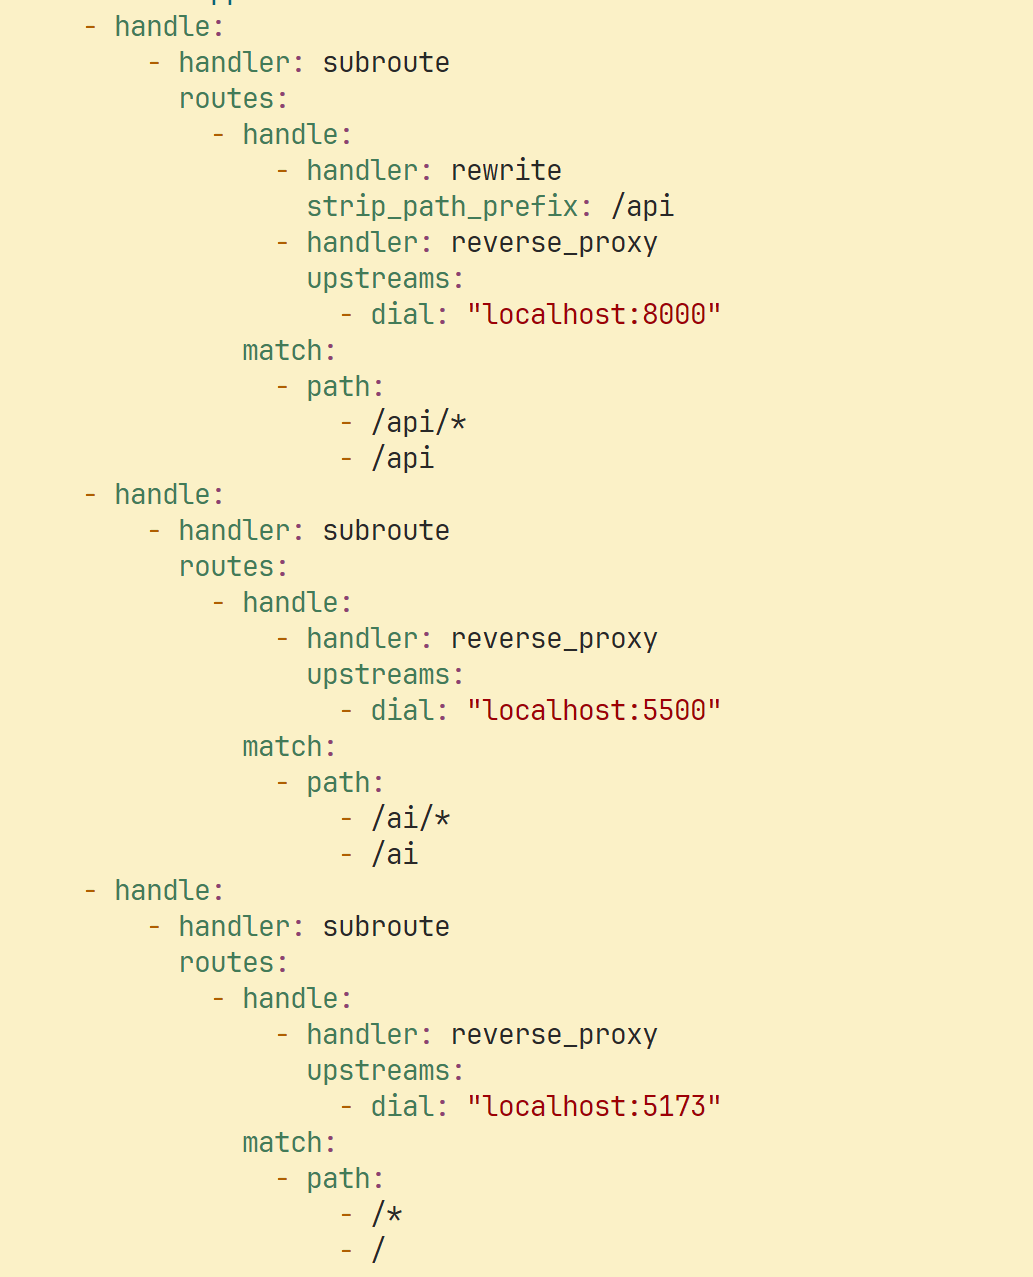 - handle:
- handler: subroute
routes:
- handle:
- handler: rewrite
strip_path_prefix: /api
- handler: reverse_proxy
upstreams:
- dial: "localhost:8000"
match:
- path:
- /api/*
- /api
- handle:
- handler: subroute
routes:
- handle:
- handler: reverse_proxy
upstreams:
- dial: "localhost:5500"
match:
- path:
- /ai/*
- /ai
- handle:
- handler: subroute
routes:
- handle:
- handler: reverse_proxy
upstreams:
- dial: "localhost:5173"
match:
- path:
- /*
- /